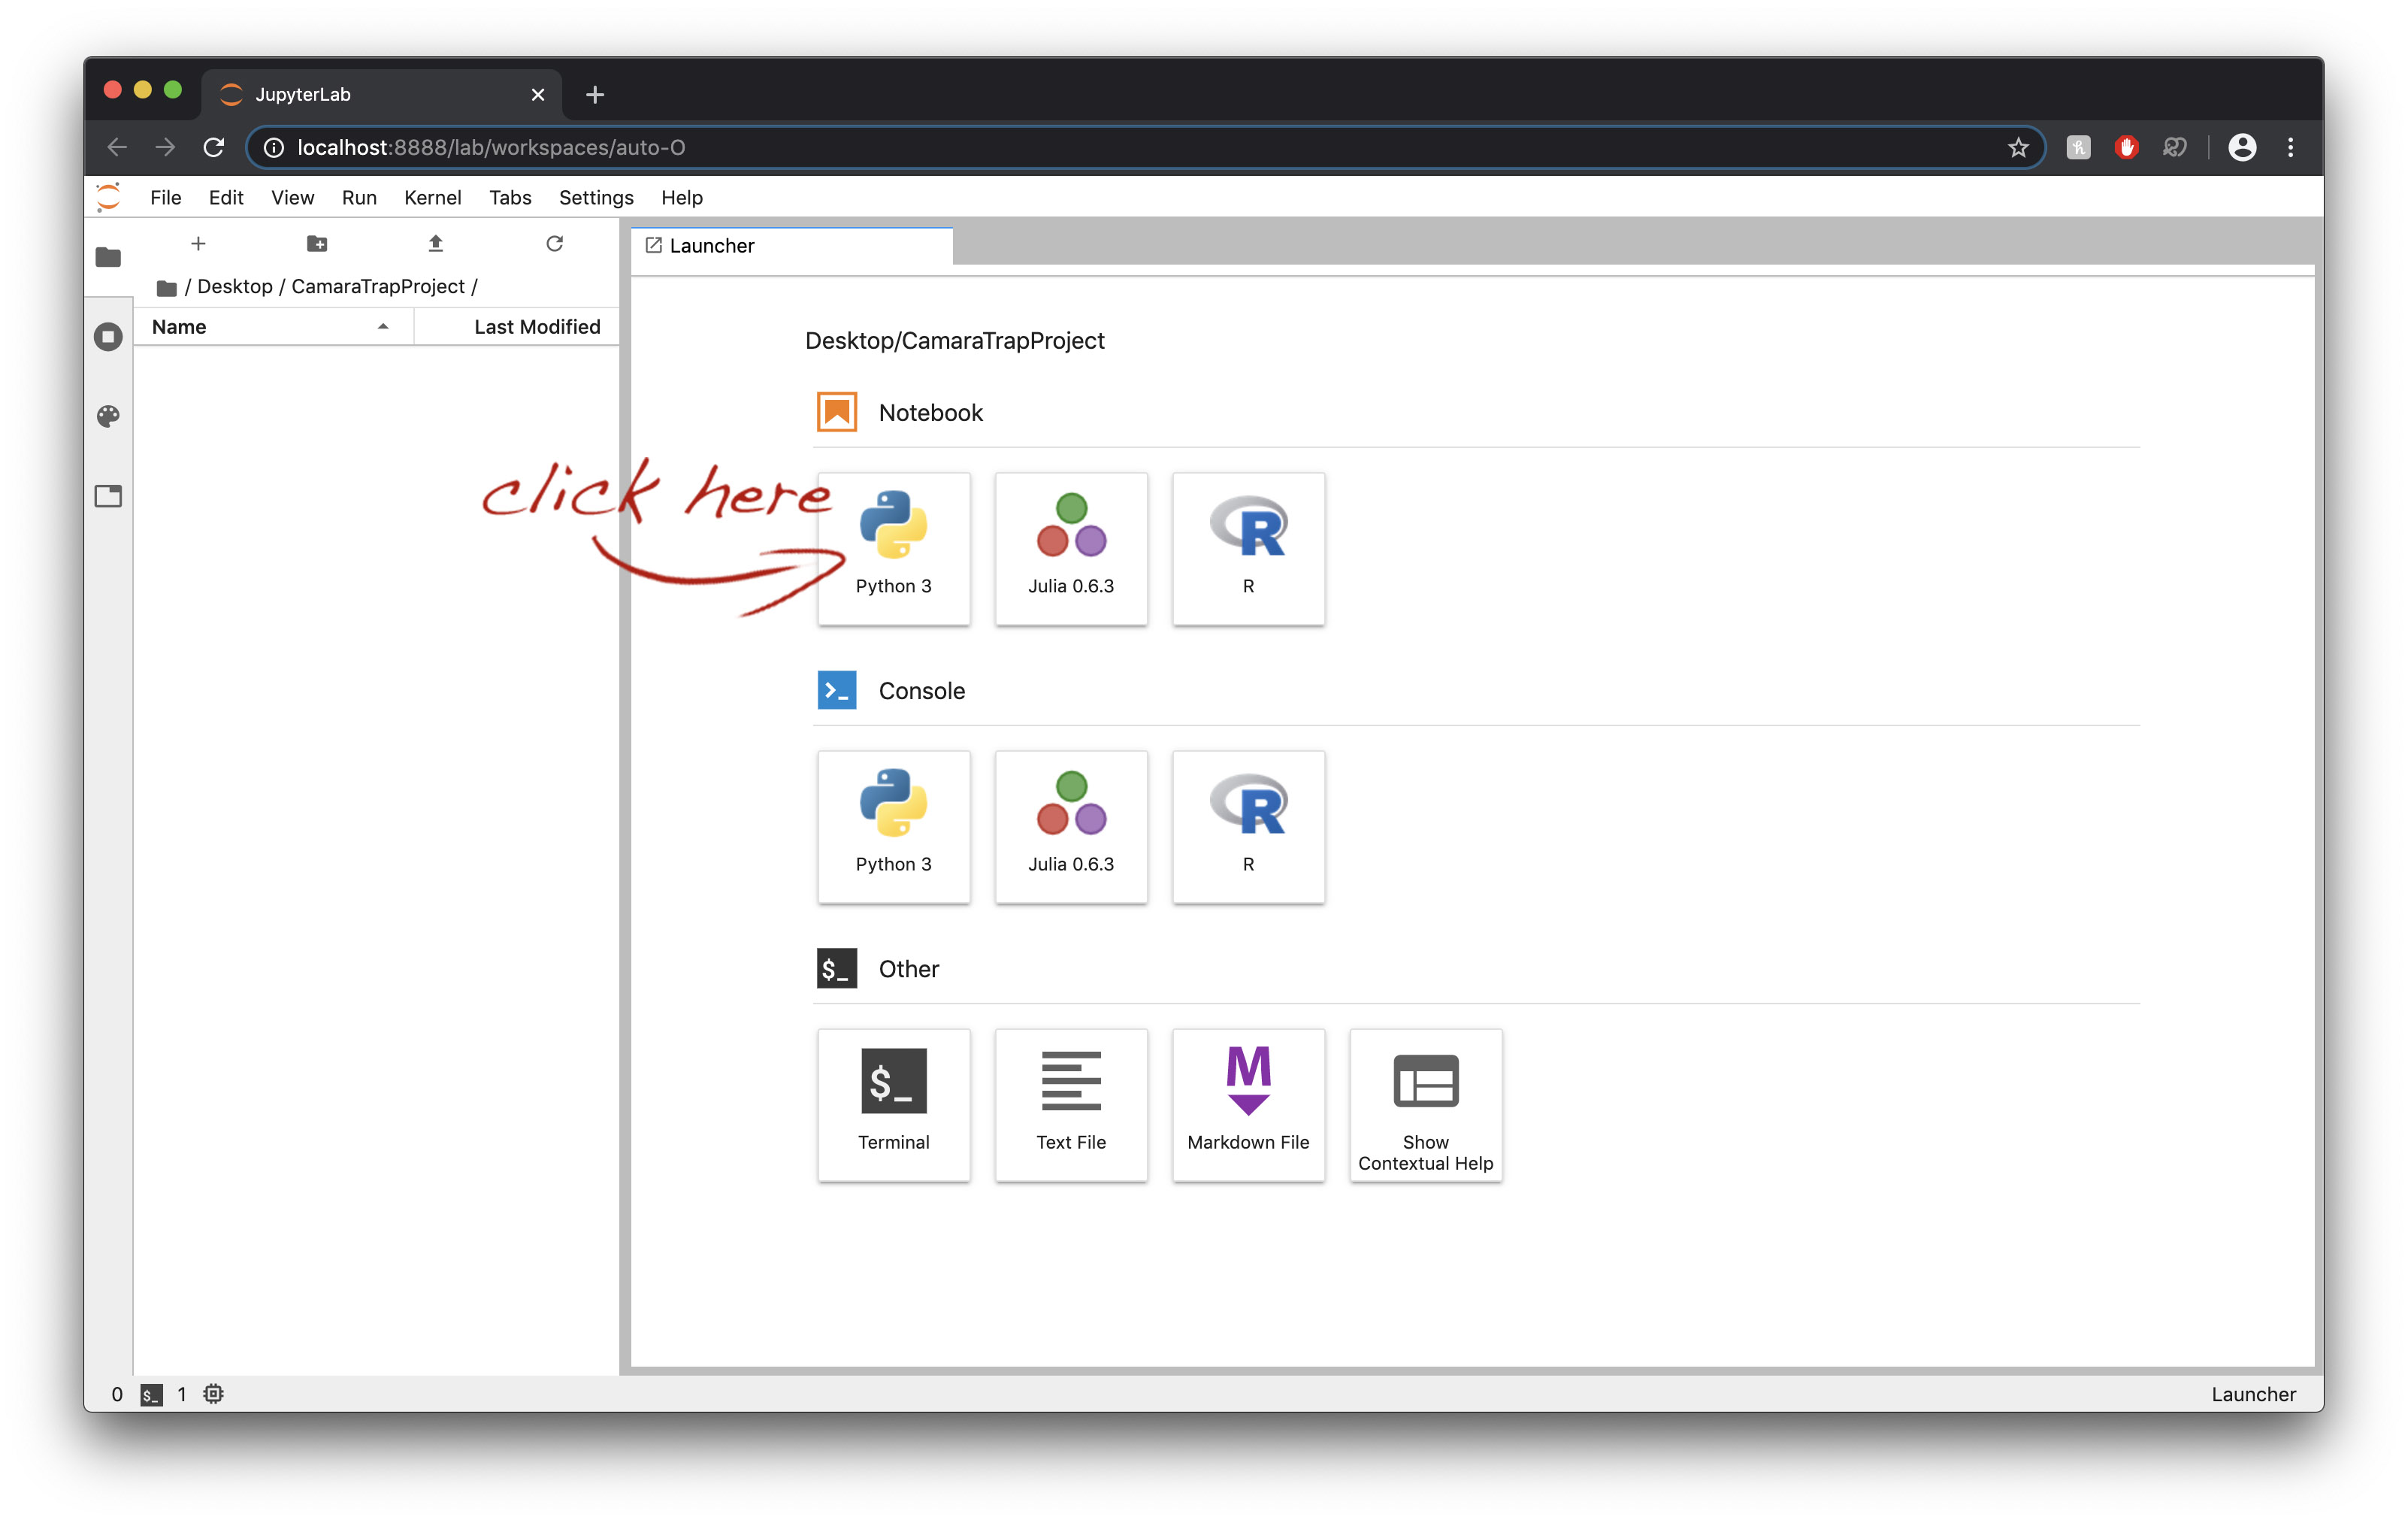 JupyterLab
localhost:8888/lab/workspaces/auto-O
File Edit View Run Kernel Tabs Settings Help
/ Desktop / CamaraTrapProject /
Name Last Modified
Launcher
Desktop/CamaraTrapProject
Notebook
click here
Python 3 Julia 0.6.3 R
Console
Python 3 Julia 0.6.3 R
$_ Other
$_
Terminal Text File Markdown File Show
Contextual Help
0 $_ 1 Launcher